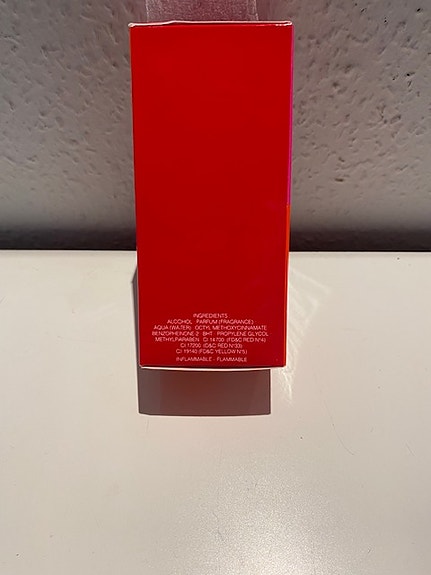 INGREDIENTS :
ALCOHOL · PARFUM (FRAGRANCE)
AQUA (WATER) · OCTYL METHOXYCINNAMATE
BENZOPHENONE 2 · BHT · PROPYLENE GLYCOL
METHYLPARABEN · CI 14700 (FD&C RED N°4)
CI 17200 (D&C RED N°33)
CI 19140 (FD&C YELLOW N°5)
INFLAMMABLE - FLAMMABLE